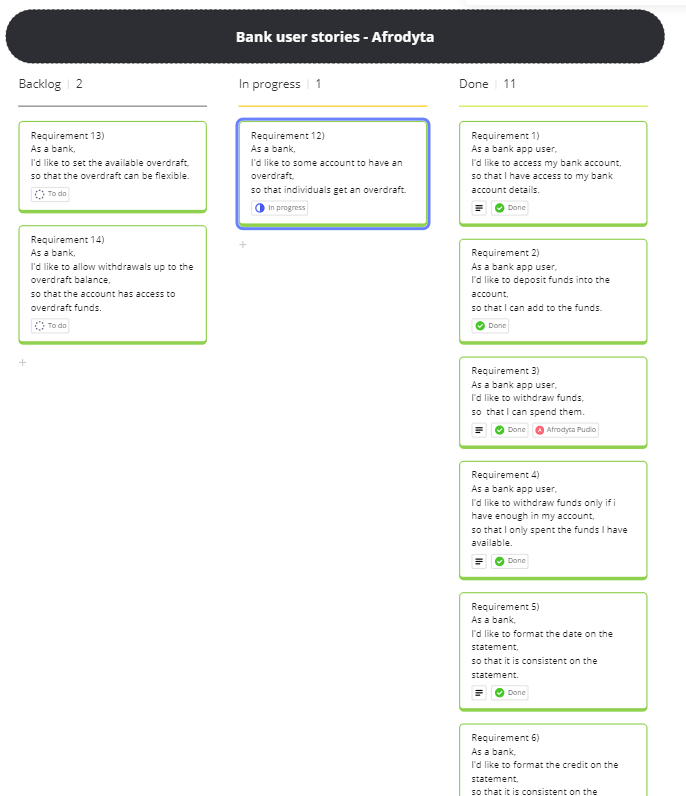 Bank user stories - Afrodyta
Backlog | 2
Requirement 13)
As a bank,
I'd like to set the available overdraft,
so that the overdraft can be flexible.
To do
Requirement 14)
As a bank,
I'd like to allow withdrawals up to the
overdraft balance,
so that the account has access to
overdraft funds.
To do
+
In progress | 1
Requirement 12)
As a bank,
I'd like to some account to have an
overdraft,
so that individuals get an overdraft.
In progress
+
Done | 11
Requirement 1)
As a bank app user,
I'd like to access my bank account,
so that I have access to my bank
account details.
Done
Requirement 2)
As a bank app user,
I'd like to deposit funds into the
account,
so that I can add to the funds.
Done
Requirement 3)
As a bank app user,
I'd like to withdraw funds,
so that I can spend them.
Done A Afrodyta Pudlo
Requirement 4)
As a bank app user,
I'd like to withdraw funds only if i
have enough in my account,
so that I only spent the funds I have
available.
Done
Requirement 5)
As a bank,
I'd like to format the date on the
statement,
so that it is consistent on the
statement.
Done
Requirement 6)
As a bank,
I'd like to format the credit on the
statement,
so that it is consistent on the